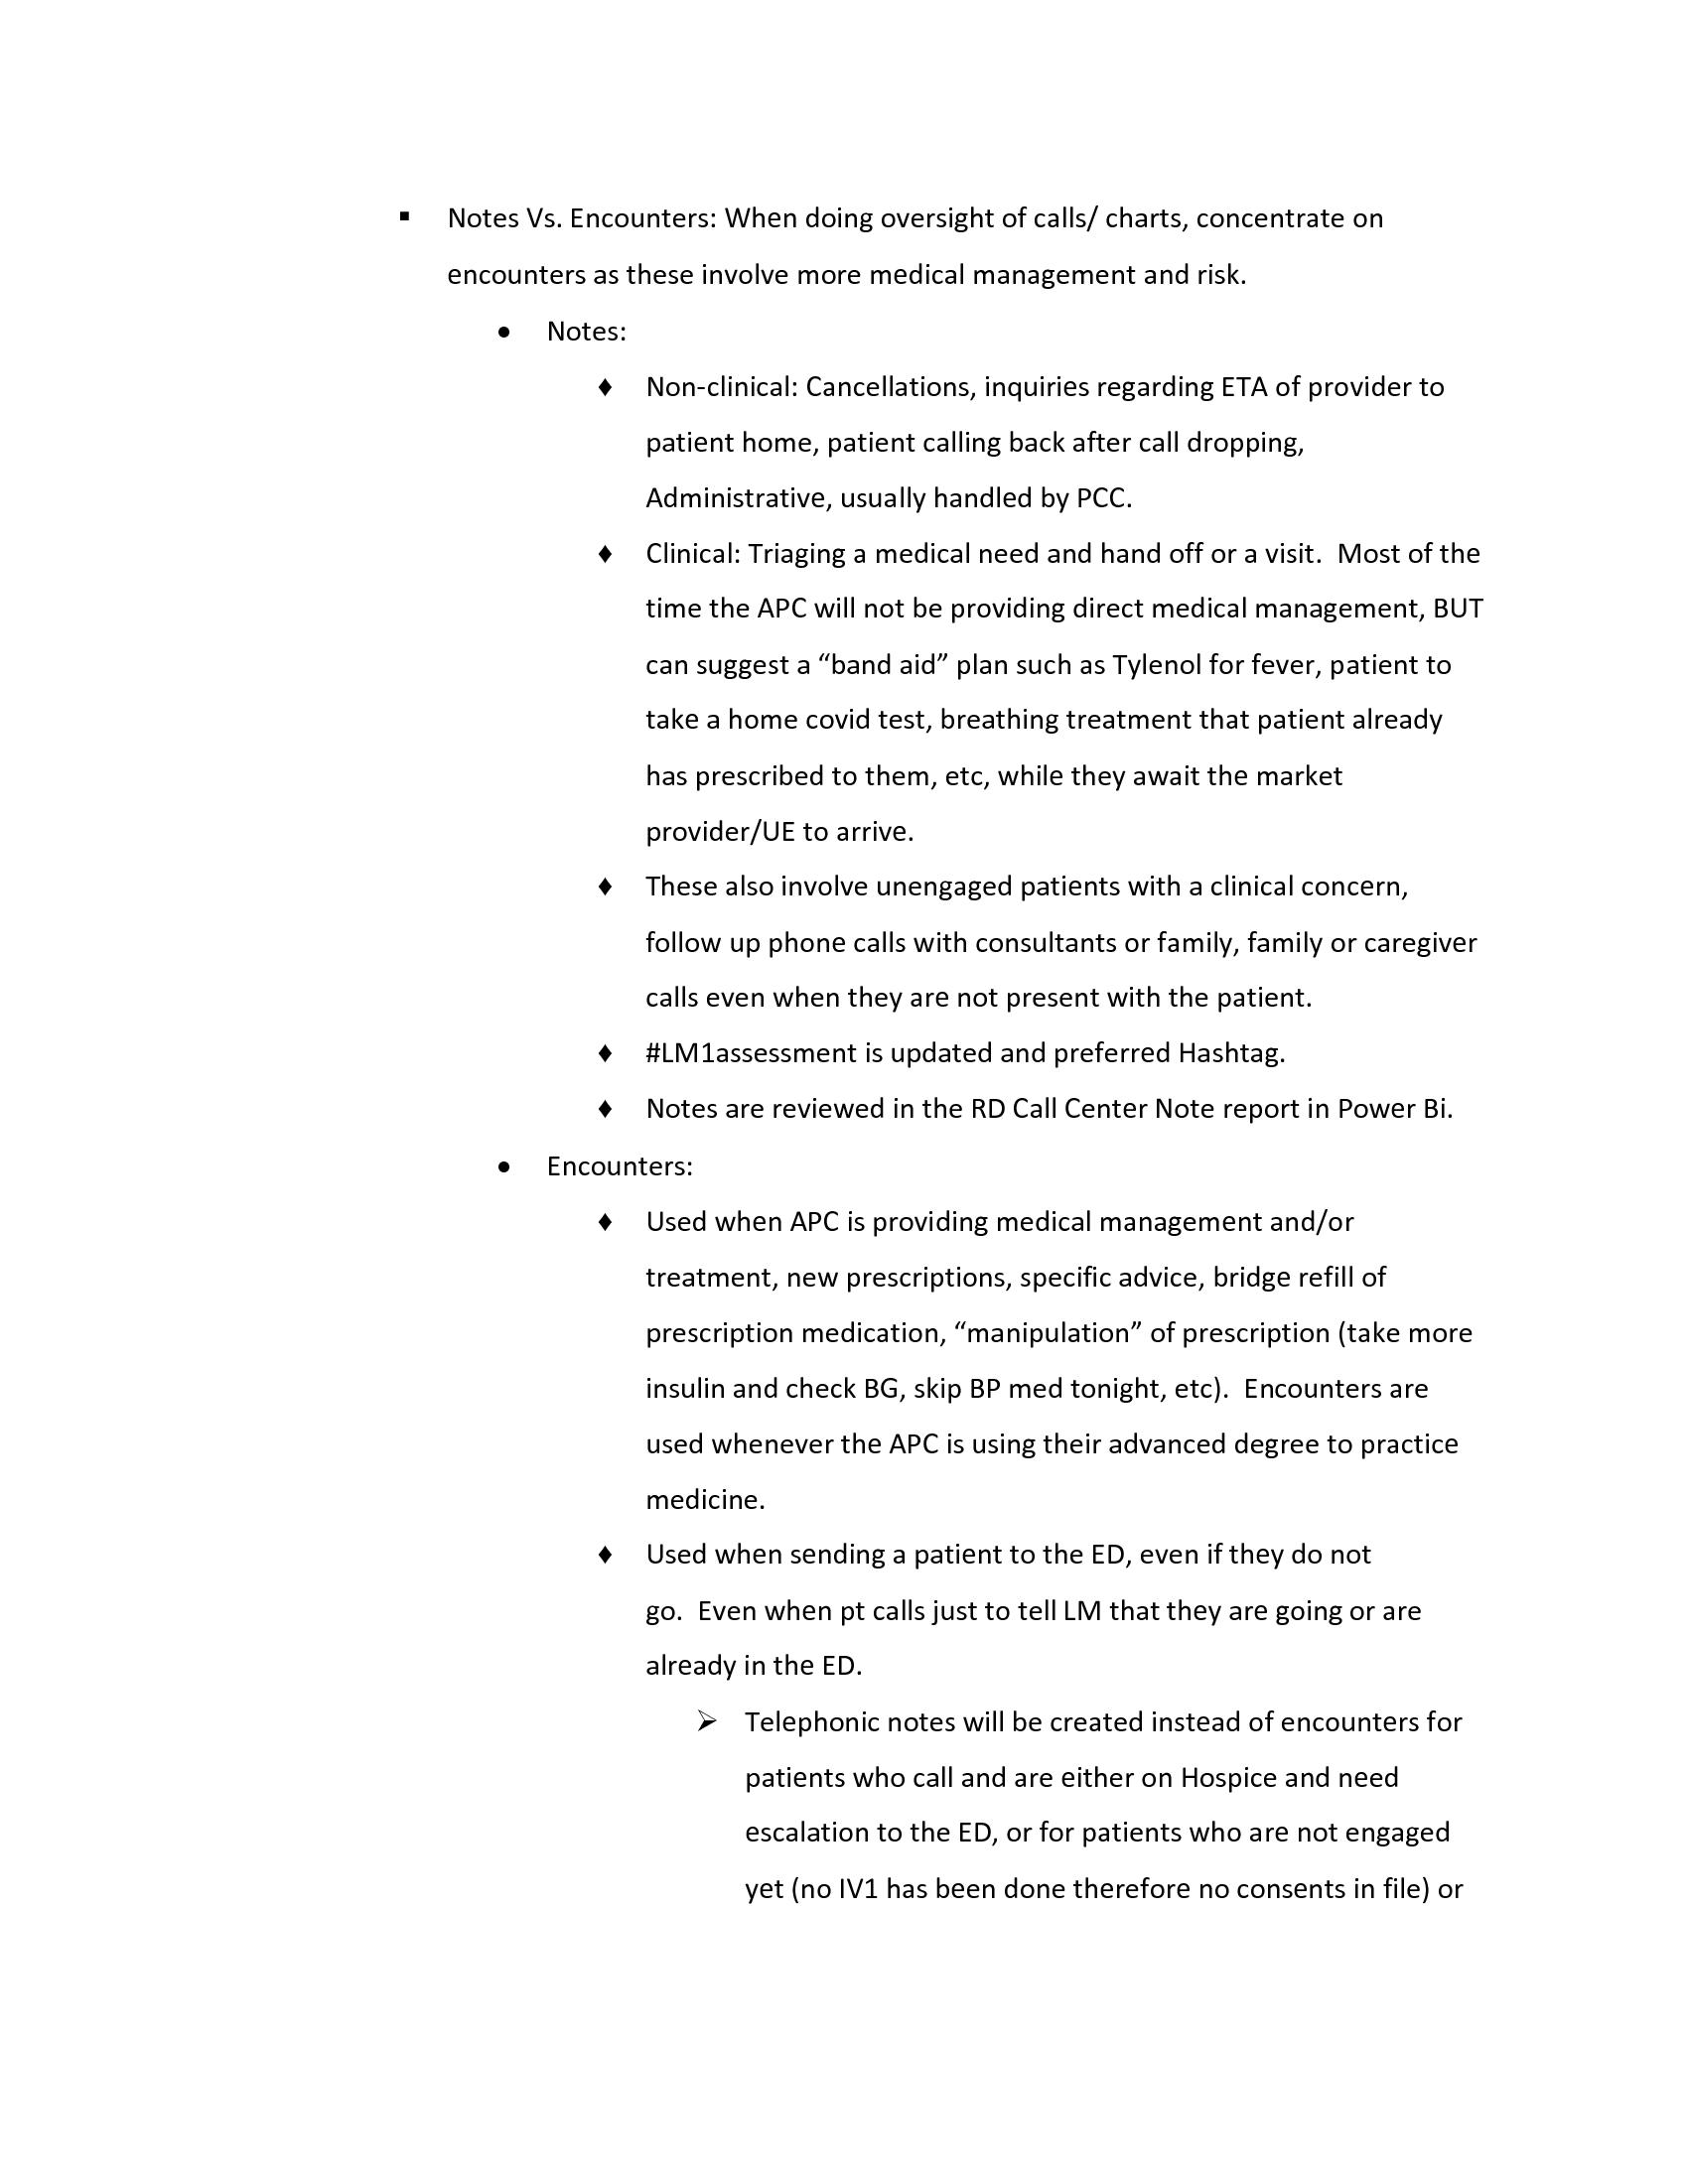 ▪ Notes Vs. Encounters: When doing oversight of calls/ charts, concentrate on
encounters as these involve more medical management and risk.
• Notes:
♦ Non-clinical: Cancellations, inquiries regarding ETA of provider to
patient home, patient calling back after call dropping,
Administrative, usually handled by PCC.
♦ Clinical: Triaging a medical need and hand off or a visit.  Most of the
time the APC will not be providing direct medical management, BUT
can suggest a “band aid” plan such as Tylenol for fever, patient to
take a home covid test, breathing treatment that patient already
has prescribed to them, etc, while they await the market
provider/UE to arrive.
♦ These also involve unengaged patients with a clinical concern,
follow up phone calls with consultants or family, family or caregiver
calls even when they are not present with the patient.
♦ #LM1assessment is updated and preferred Hashtag.
♦ Notes are reviewed in the RD Call Center Note report in Power Bi.
• Encounters:
♦ Used when APC is providing medical management and/or
treatment, new prescriptions, specific advice, bridge refill of
prescription medication, “manipulation” of prescription (take more
insulin and check BG, skip BP med tonight, etc).  Encounters are
used whenever the APC is using their advanced degree to practice
medicine.
♦ Used when sending a patient to the ED, even if they do not
go.  Even when pt calls just to tell LM that they are going or are
already in the ED.
➢ Telephonic notes will be created instead of encounters for
patients who call and are either on Hospice and need
escalation to the ED, or for patients who are not engaged
yet (no IV1 has been done therefore no consents in file) or